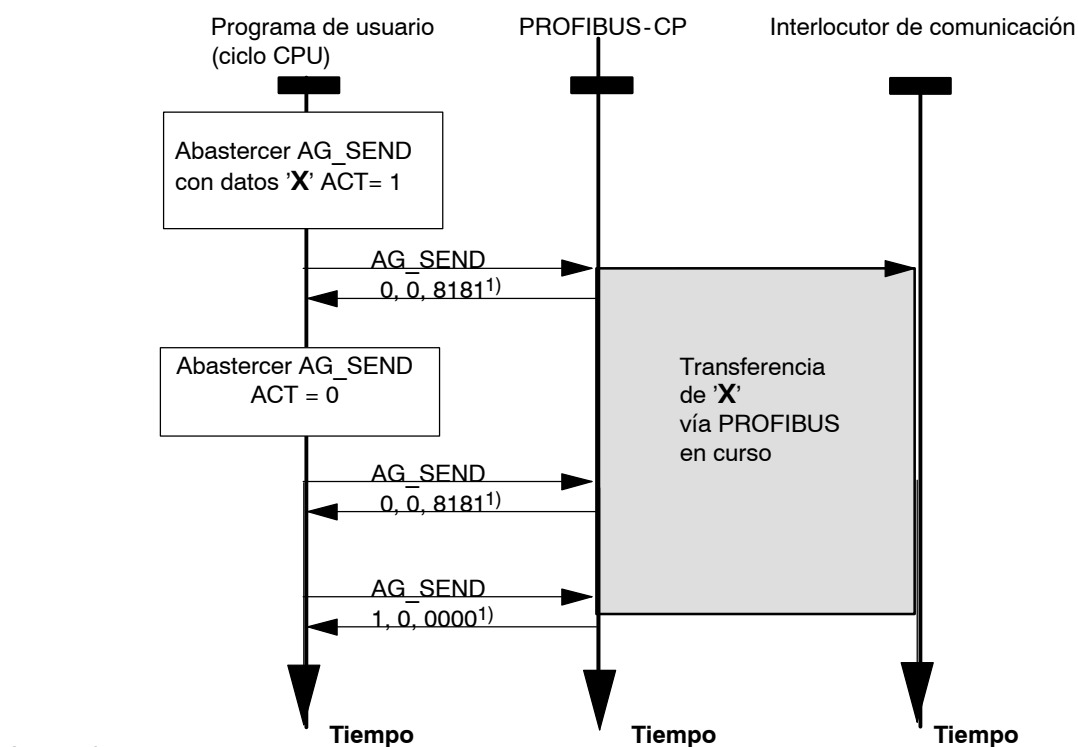 Programa de usuario
(ciclo CPU)
PROFIBUS-CP
Interlocutor de comunicación
Abastercer AG_SEND
con datos ’X’ ACT= 1
AG_SEND
0, 0, 8181¹⁾
Abastercer AG_SEND
ACT = 0
Transferencia
de ’X’
vía PROFIBUS
en curso
AG_SEND
0, 0, 8181¹⁾
AG_SEND
1, 0, 0000¹⁾
Tiempo
Tiempo
Tiempo